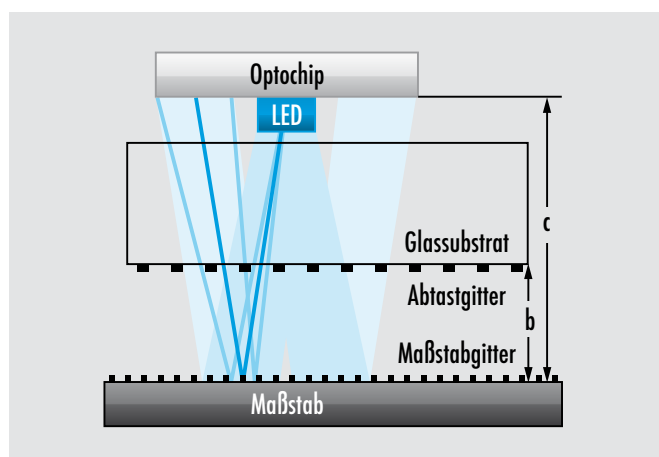 Optochip
LED
c
Glassubstrat
Abtastgitter
b
Maßstabgitter
Maßstab